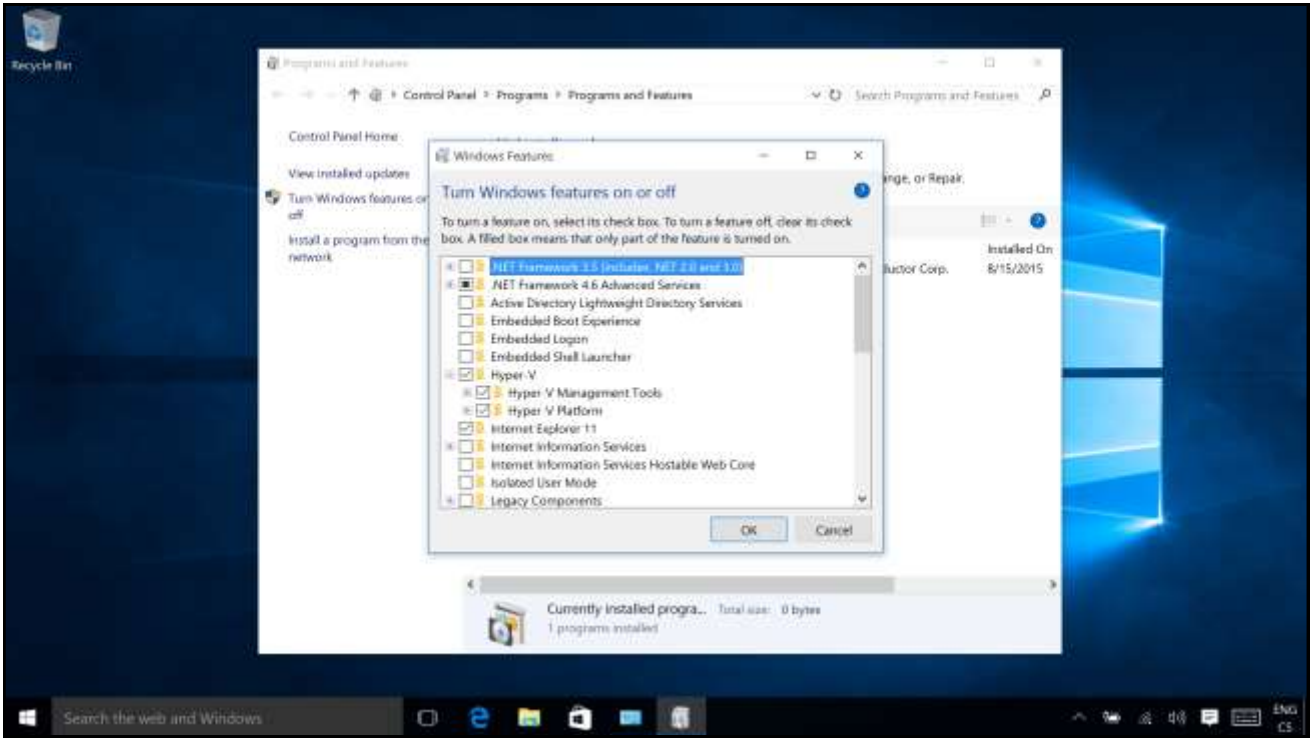 Recycle Bin
Programs and Features
Control Panel
Programs
Programs and Features
Search Programs and Features
Control Panel Home
View installed updates
Turn Windows features or
off
Install a program from the
network
ange, or Repair.
Installed On
ductor Corp.
8/15/2015
Windows Features
Turn Windows features on or off
To turn a feature on, select its check box. To turn a feature off, clear its check
box. A filled box means that only part of the feature is turned on.
.NET Framework 3.5 (includes .NET 2.0 and 3.0)
.NET Framework 4.6 Advanced Services
Active Directory Lightweight Directory Services
Embedded Boot Experience
Embedded Logon
Embedded Shell Launcher
Hyper-V
Hyper-V Management Tools
Hyper-V Platform
Internet Explorer 11
Internet Information Services
Internet Information Services Hostable Web Core
Isolated User Mode
Legacy Components
OK
Cancel
Currently installed progra... Total size: 0 bytes
1 programs installed
Search the web and Windows
ENG
CS